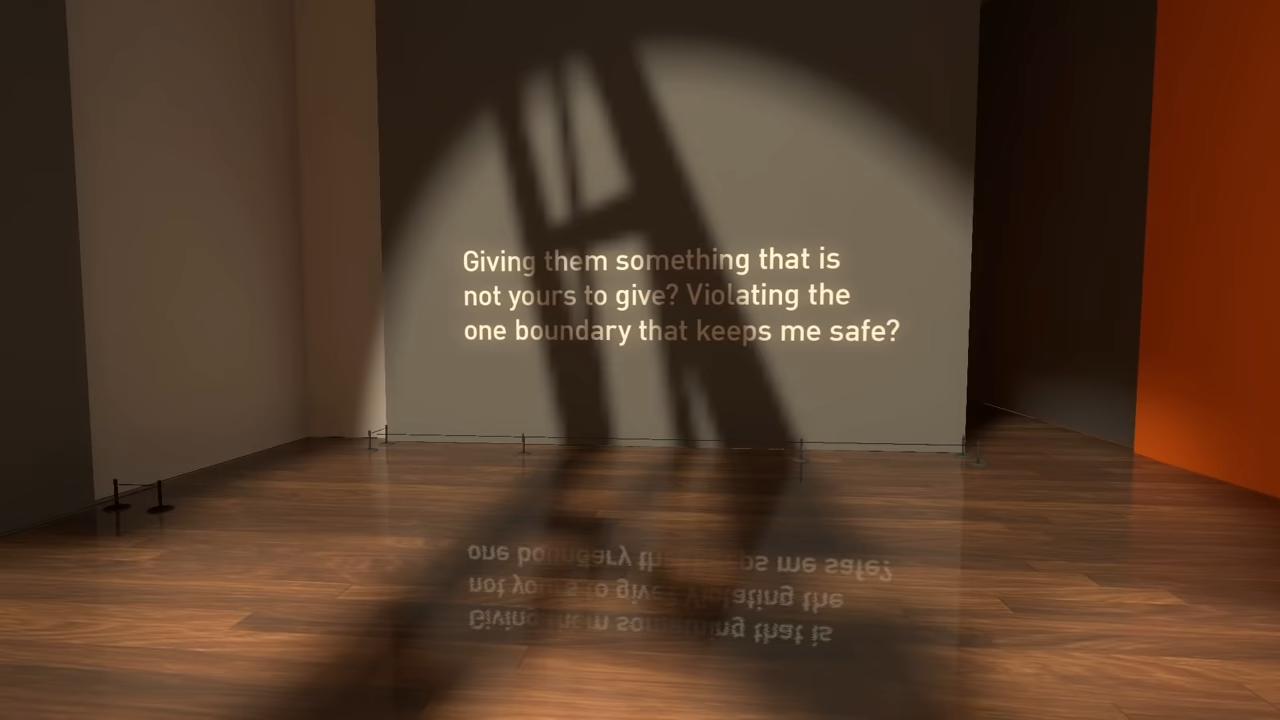 Giving them something that is
not yours to give? Violating the
one boundary that keeps me safe?